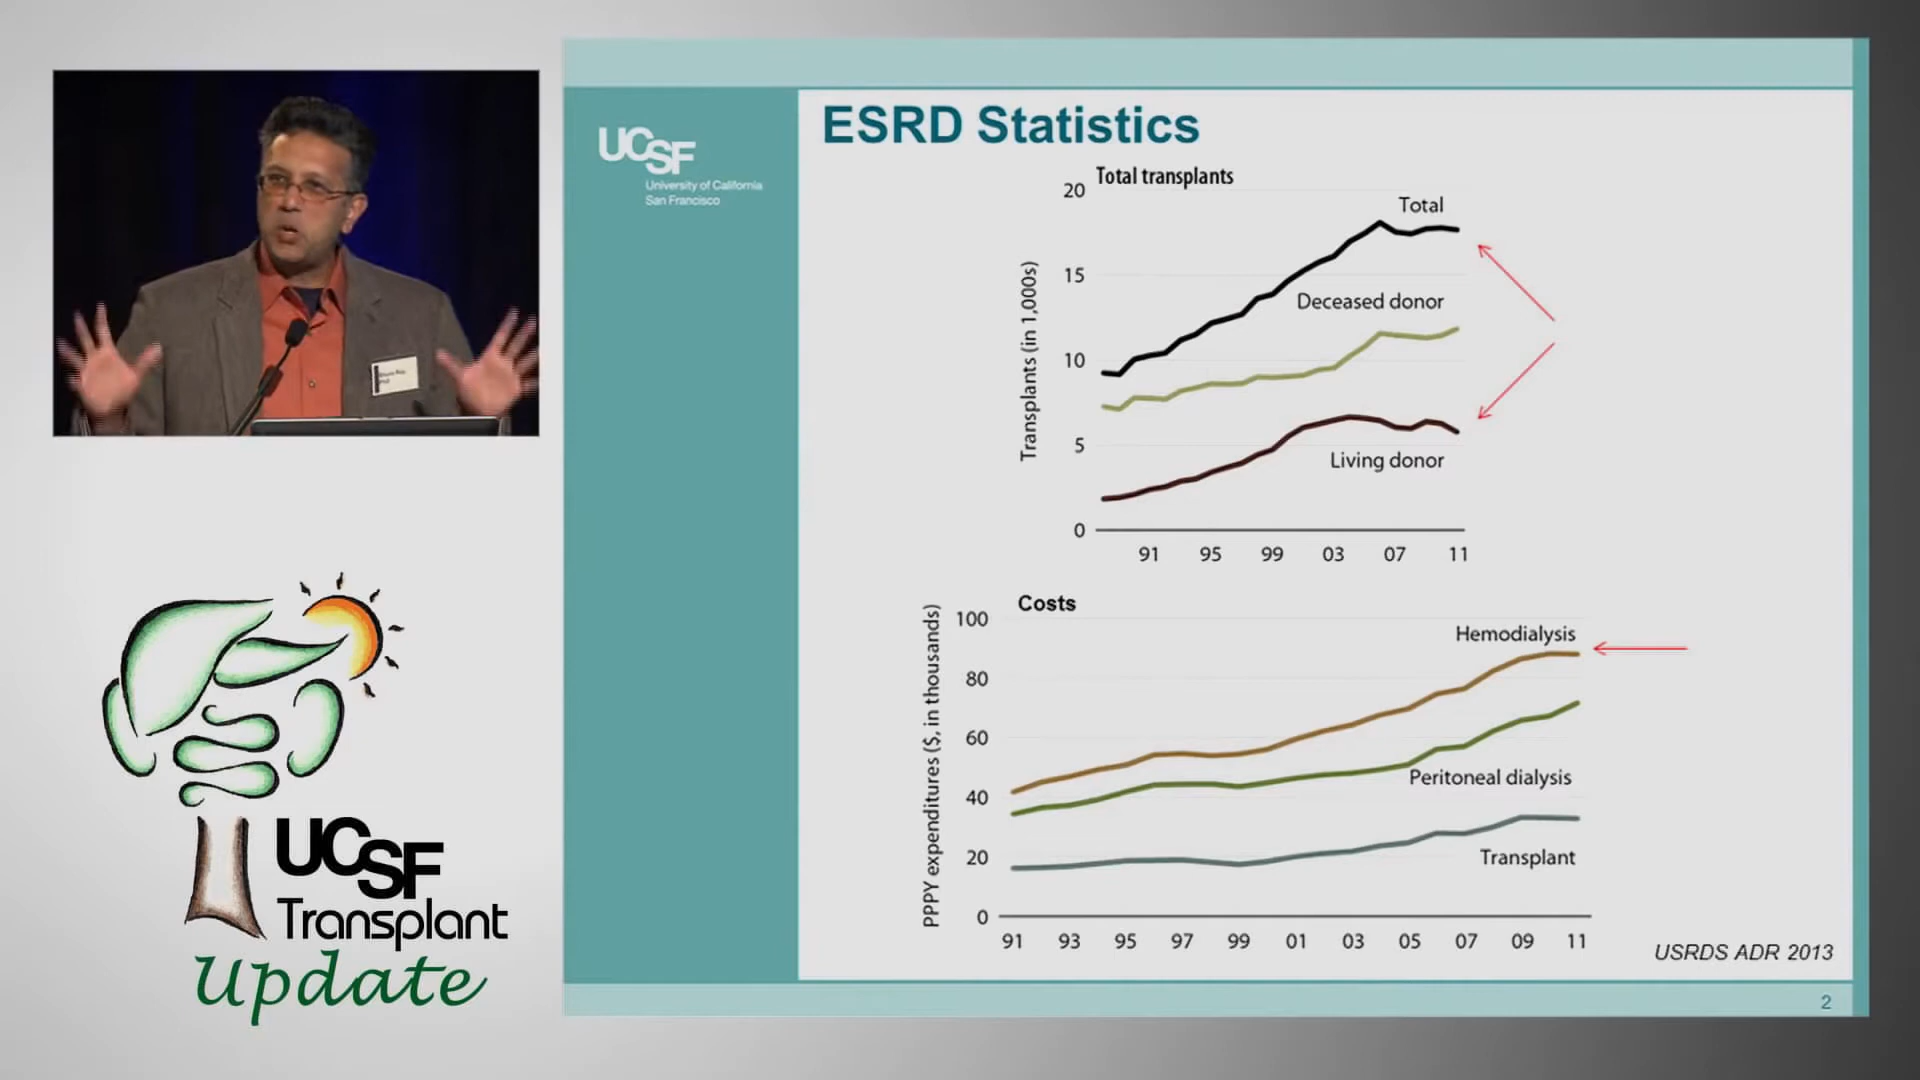 UCSF
University of California
San Francisco
ESRD Statistics
Total transplants
Transplants (in 1,000s)
20
15
10
5
0
Total
Deceased donor
Living donor
91 95 99 03 07 11
Costs
PPPY expenditures ($, in thousands)
100
80
60
40
20
0
Hemodialysis
Peritoneal dialysis
Transplant
91 93 95 97 99 01 03 05 07 09 11
USRDS ADR 2013
2
UCSF
Transplant
Update